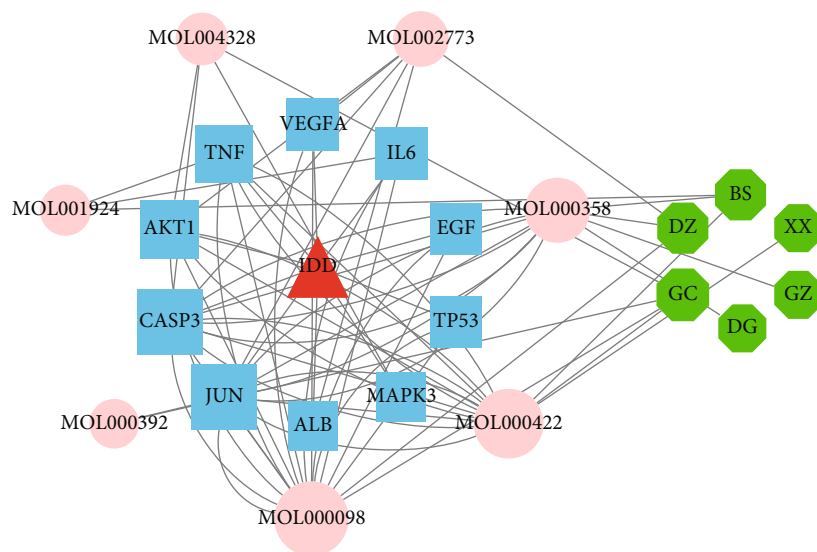 MOL004328
MOL002773
VEGFA
TNF
IL6
BS
MOL001924
MOL000358
AKT1
EGF
DZ
XX
IDD
GC
GZ
CASP3
TP53
DG
JUN
MAPK3
MOL000392
ALB
MOL000422
MOL000098